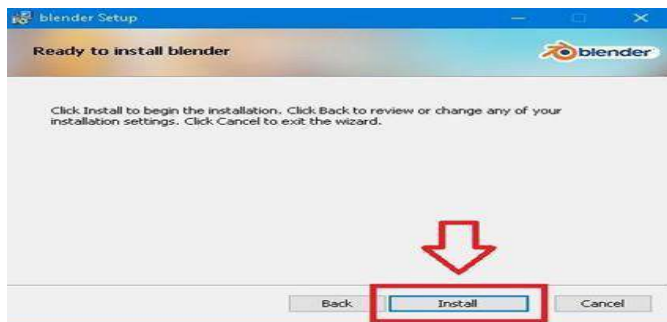 blender Setup
Ready to install blender
blender
Click Install to begin the installation. Click Back to review or change any of your
installation settings. Click Cancel to exit the wizard.
Back
Install
Cancel